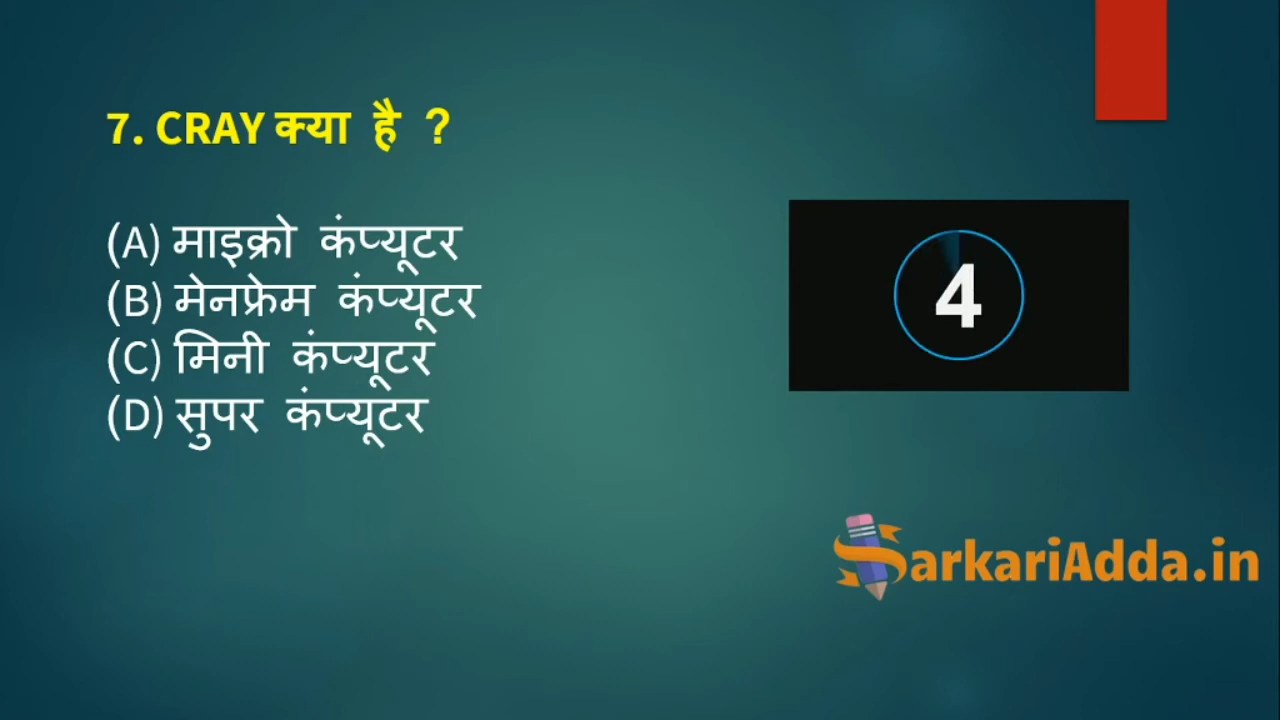 7. CRAY क्या है ?
(A) माइक्रो कंप्यूटर
(B) मेनफ्रेम कंप्यूटर
(C) मिनी कंप्यूटर
(D) सुपर कंप्यूटर
4
SarkariAdda.in